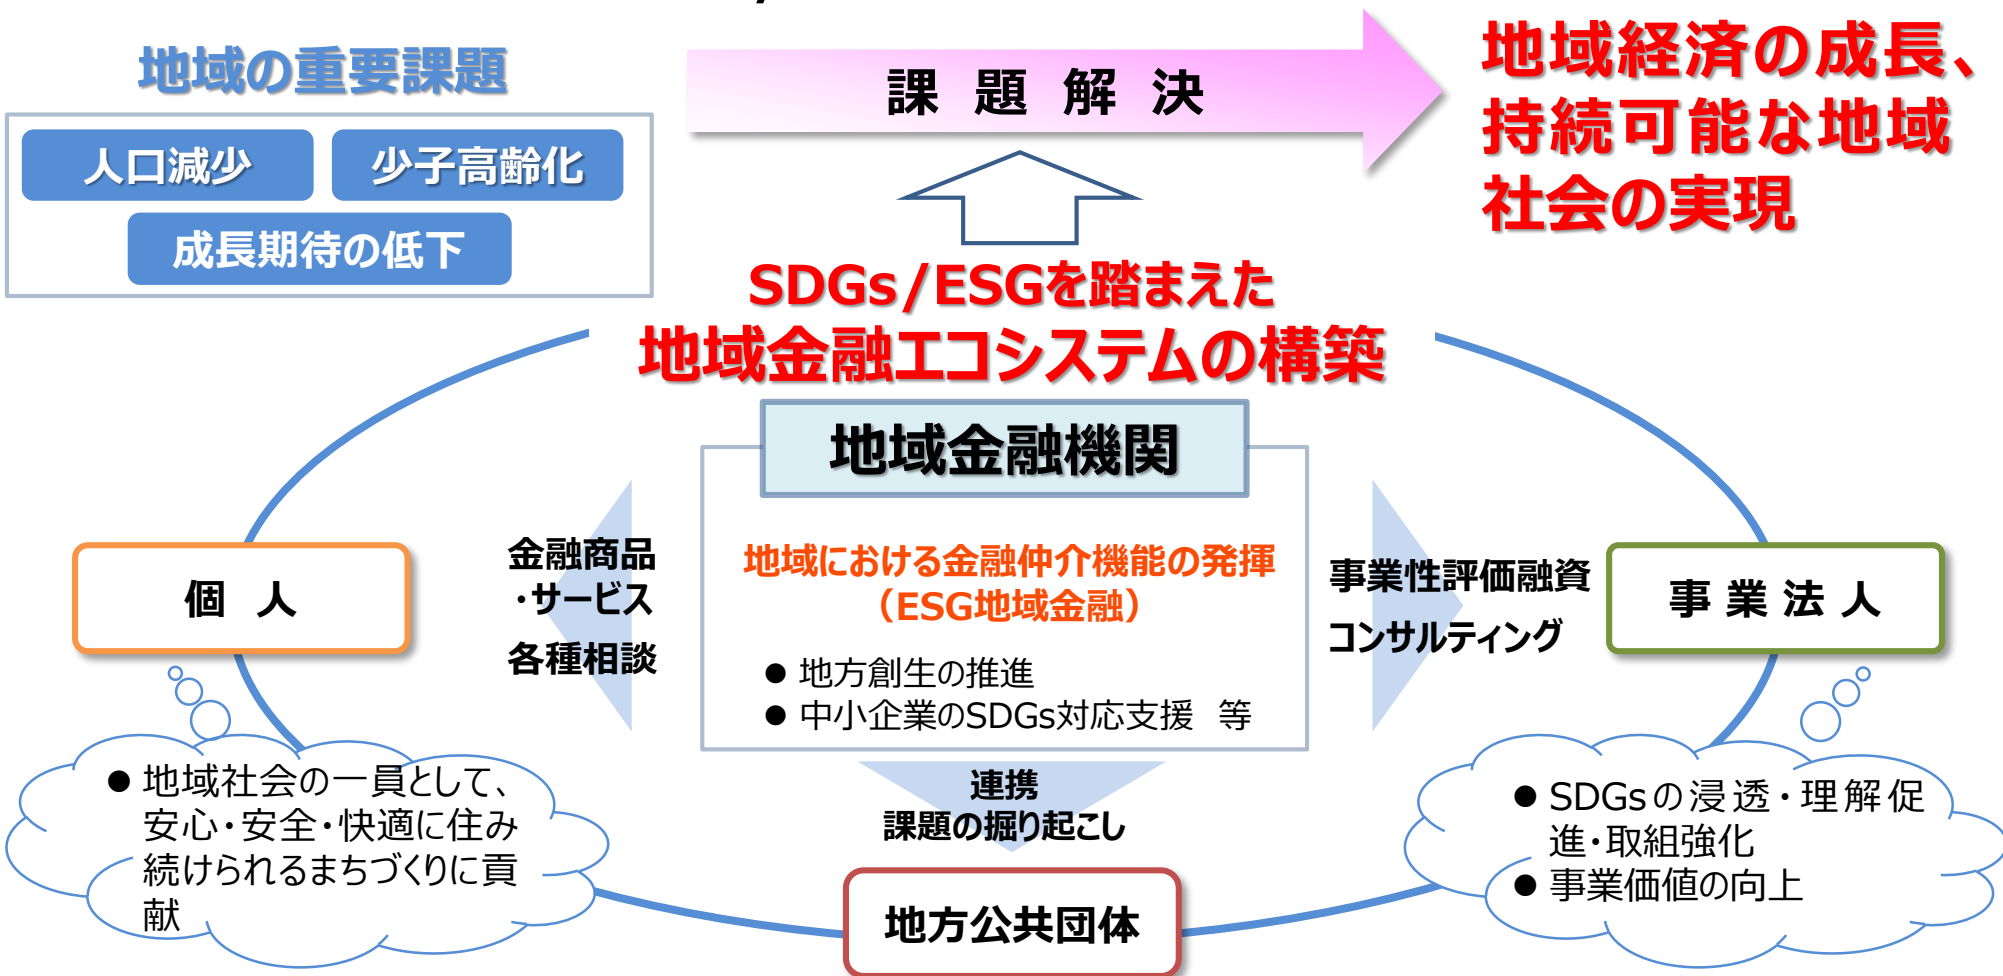 地域の重要課題
人口減少
少子高齢化
成長期待の低下
課 題 解 決
地域経済の成長、
持続可能な地域
社会の実現
SDGs/ESGを踏まえた
地域金融エコシステムの構築
地域金融機関
地域における金融仲介機能の発揮
(ESG地域金融)
● 地方創生の推進
● 中小企業のSDGs対応支援 等
金融商品
・サービス
各種相談
事業性評価融資
コンサルティング
個 人
事 業 法 人
● 地域社会の一員として、
安心・安全・快適に住み
続けられるまちづくりに貢
献
連携
課題の掘り起こし
地方公共団体
● SDGsの浸透・理解促
進・取組強化
● 事業価値の向上